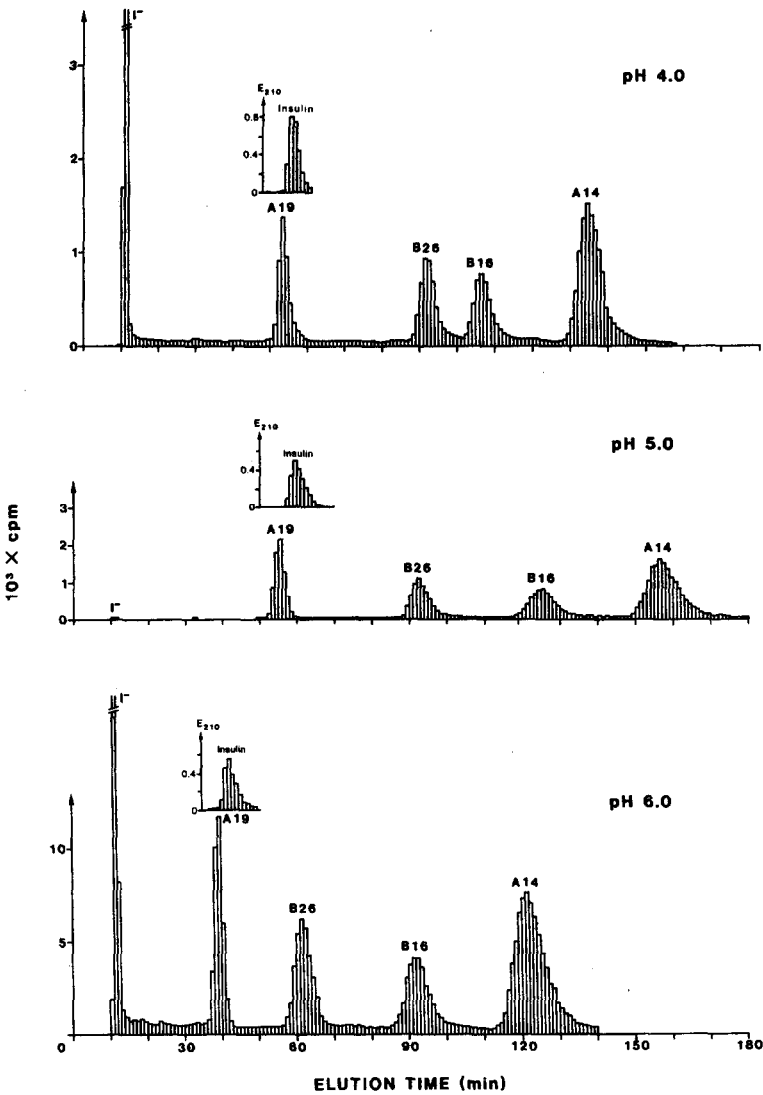 I-
pH 4.0
3
2
1
0
E210
Insulin
0.8
0.4
0
A19
B26
B16
A14
pH 5.0
E210
Insulin
0.4
0
3
2
1
0
I-
A19
B26
B16
A14
10³ X cpm
I-
pH 6.0
E210
Insulin
0.4
0
10
5
A19
B26
B16
A14
0 30 60 90 120 150 180
ELUTION TIME (min)